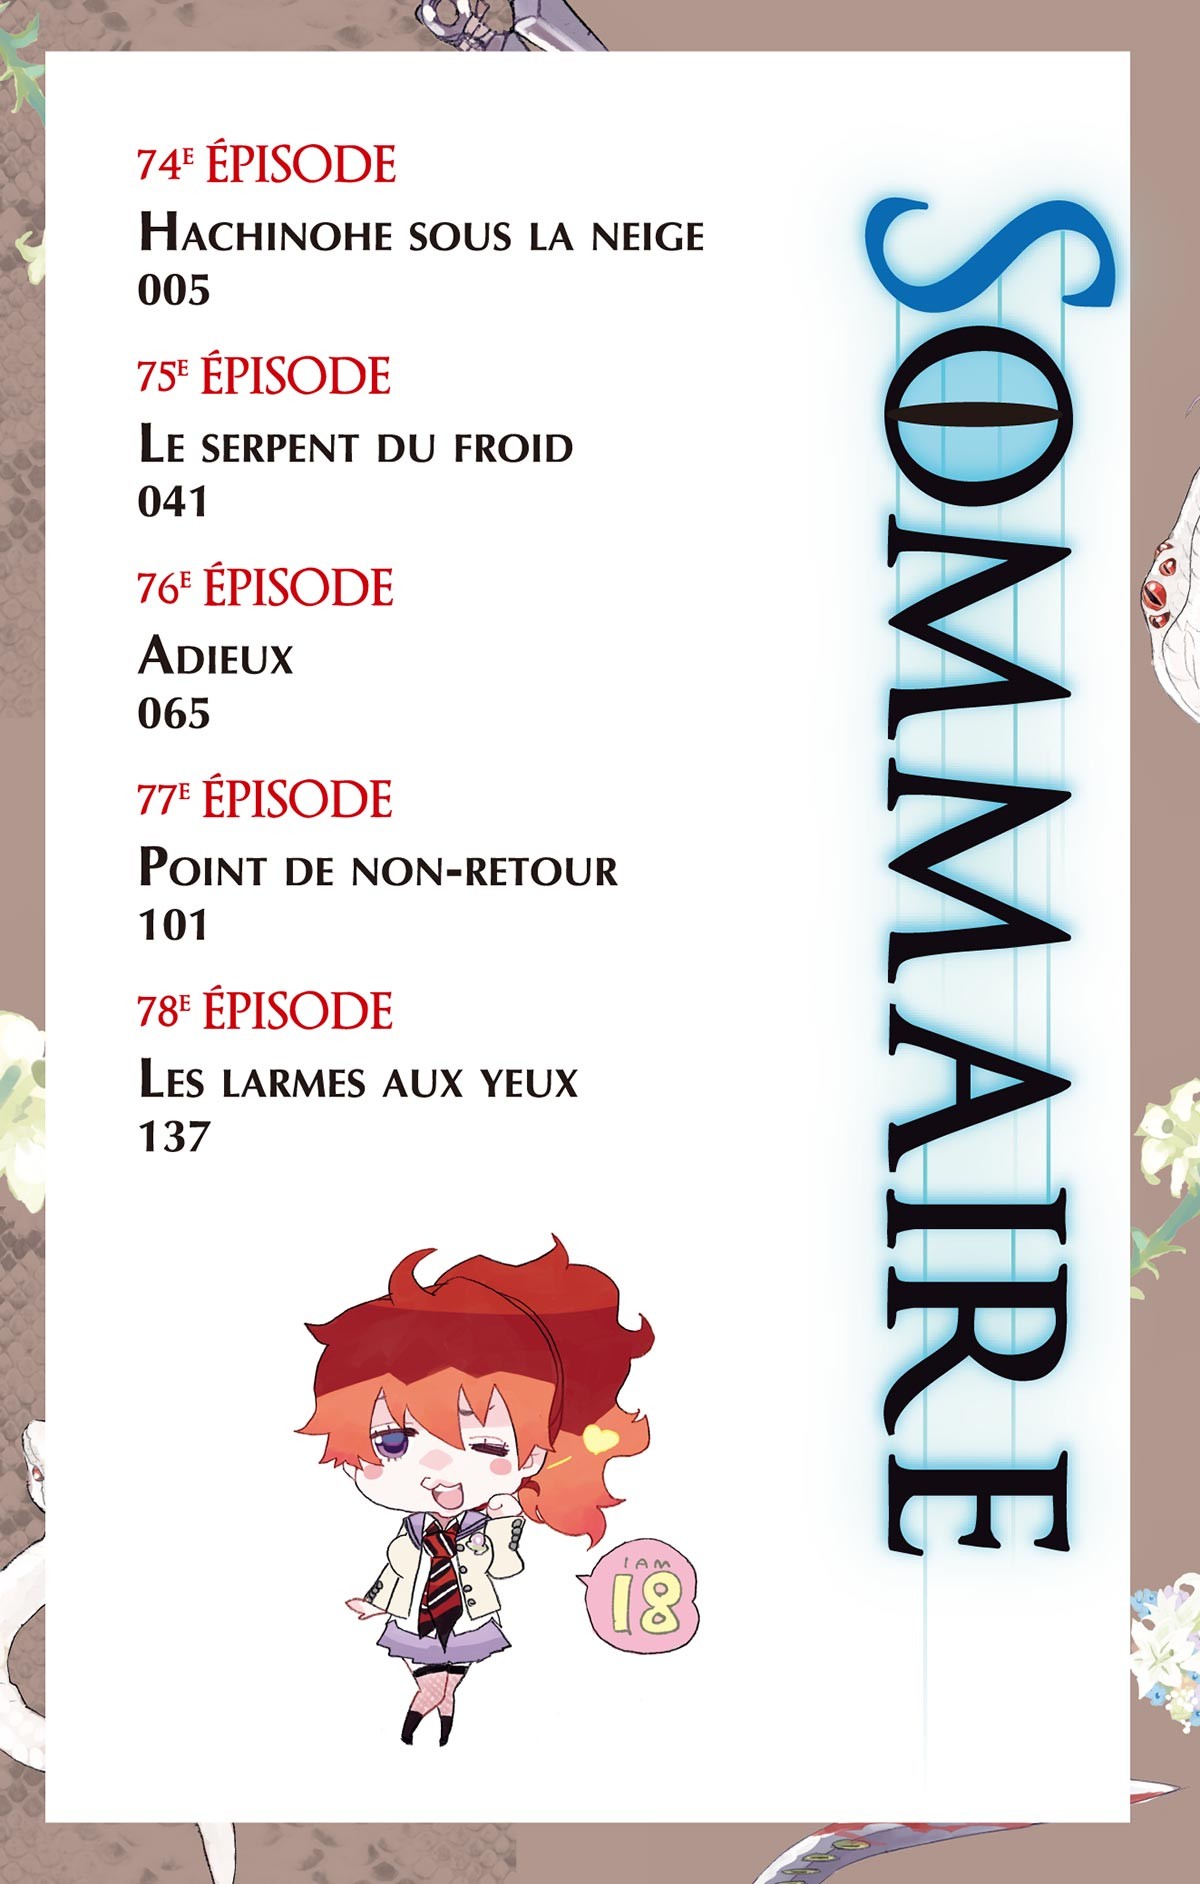 SOMMAIRE
74E ÉPISODE
HACHINOHE SOUS LA NEIGE
005
75E ÉPISODE
LE SERPENT DU FROID
041
76E ÉPISODE
ADIEUX
065
77E ÉPISODE
POINT DE NON-RETOUR
101
78E ÉPISODE
LES LARMES AUX YEUX
137
I AM
18